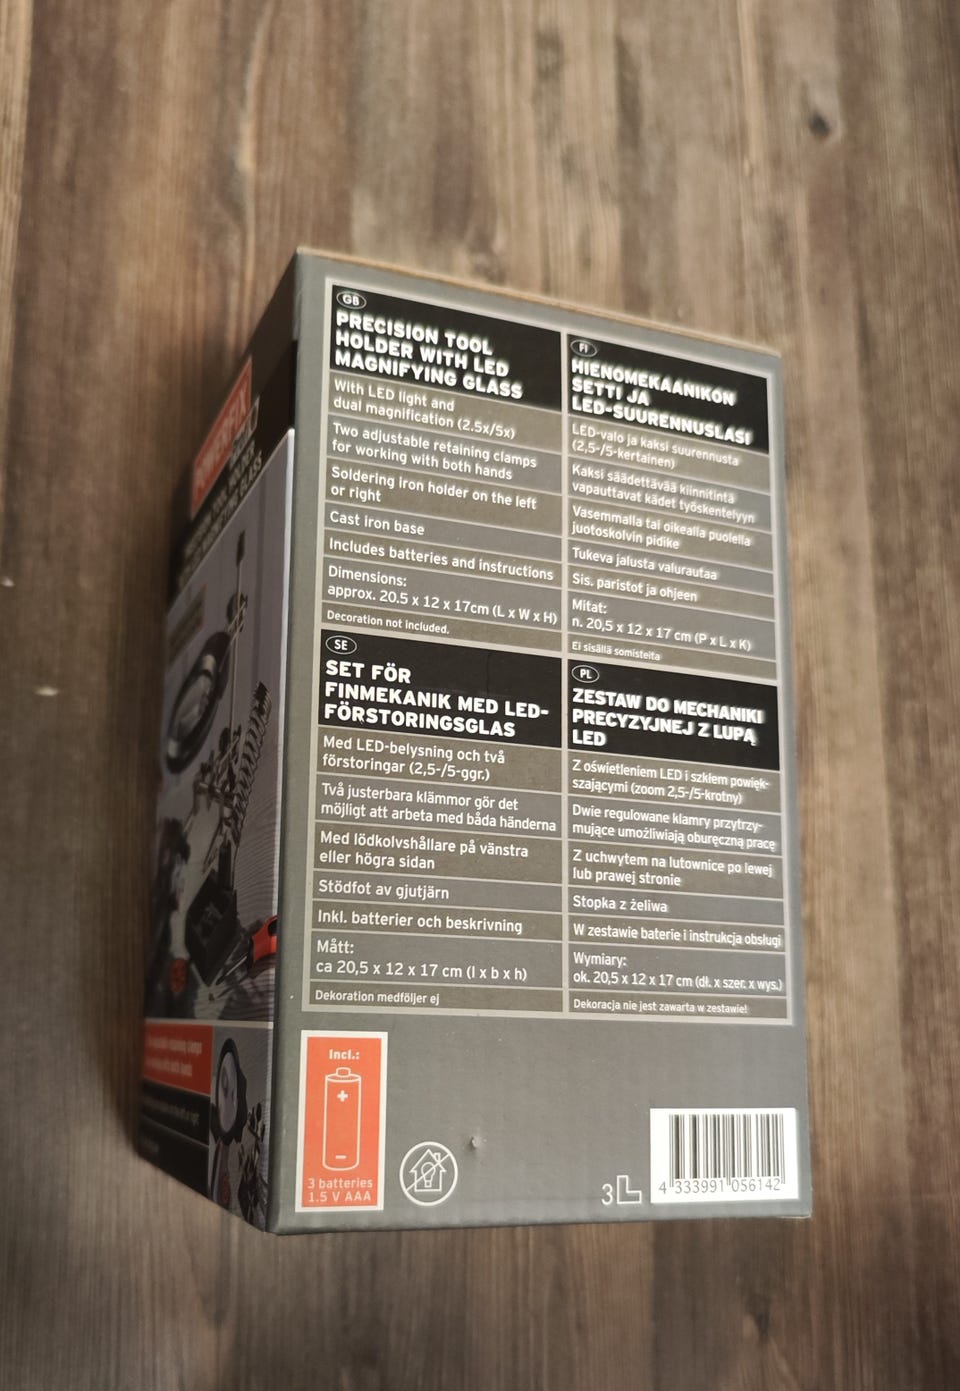 POWERFIX
GB
PRECISION TOOL
HOLDER WITH LED
MAGNIFYING GLASS
With LED light and
dual magnification (2.5x/5x)
Two adjustable retaining clamps
for working with both hands
Soldering iron holder on the left
or right
Cast iron base
Includes batteries and instructions
Dimensions:
approx. 20.5 x 12 x 17cm (L x W x H)
Decoration not included.
FI
HIENOMEKAANIKON
SETTI JA
LED-SUURENNUSLASI
LED-valo ja kaksi suurennusta
(2,5-/5-kertainen)
Kaksi säädettävää kiinnitintä
vapauttavat kädet työskentelyyn
Vasemmalla tai oikealla puolella
juotoskolvin pidike
Tukeva jalusta valurautaa
Sis. paristot ja ohjeen
Mitat:
n. 20,5 x 12 x 17 cm (P x L x K)
Ei sisällä somisteita
SE
SET FÖR
FINMEKANIK MED LED-
FÖRSTORINGSGLAS
Med LED-belysning och två
förstoringar (2,5-/5-ggr.)
Två justerbara klämmor gör det
möjligt att arbeta med båda händerna
Med lödkolvshållare på vänstra
eller högra sidan
Stödfot av gjutjärn
Inkl. batterier och beskrivning
Mått:
ca 20,5 x 12 x 17 cm (l x b x h)
Dekoration medföljer ej
PL
ZESTAW DO MECHANIKI
PRECYZYJNEJ Z LUPĄ
LED
Z oświetleniem LED i szkłem powięk-
szającymi (zoom 2,5-/5-krotny)
Dwie regulowane klamry przytrzy-
mujące umożliwiają oburęczną pracę
Z uchwytem na lutownice po lewej
lub prawej stronie
Stopka z żeliwa
W zestawie baterie i instrukcja obsługi
Wymiary:
ok. 20,5 x 12 x 17 cm (dł. x szer. x wys.)
Dekoracja nie jest zawarta w zestawie!
Incl.:
3 batteries
1.5 V AAA
3L
4 333991 056142